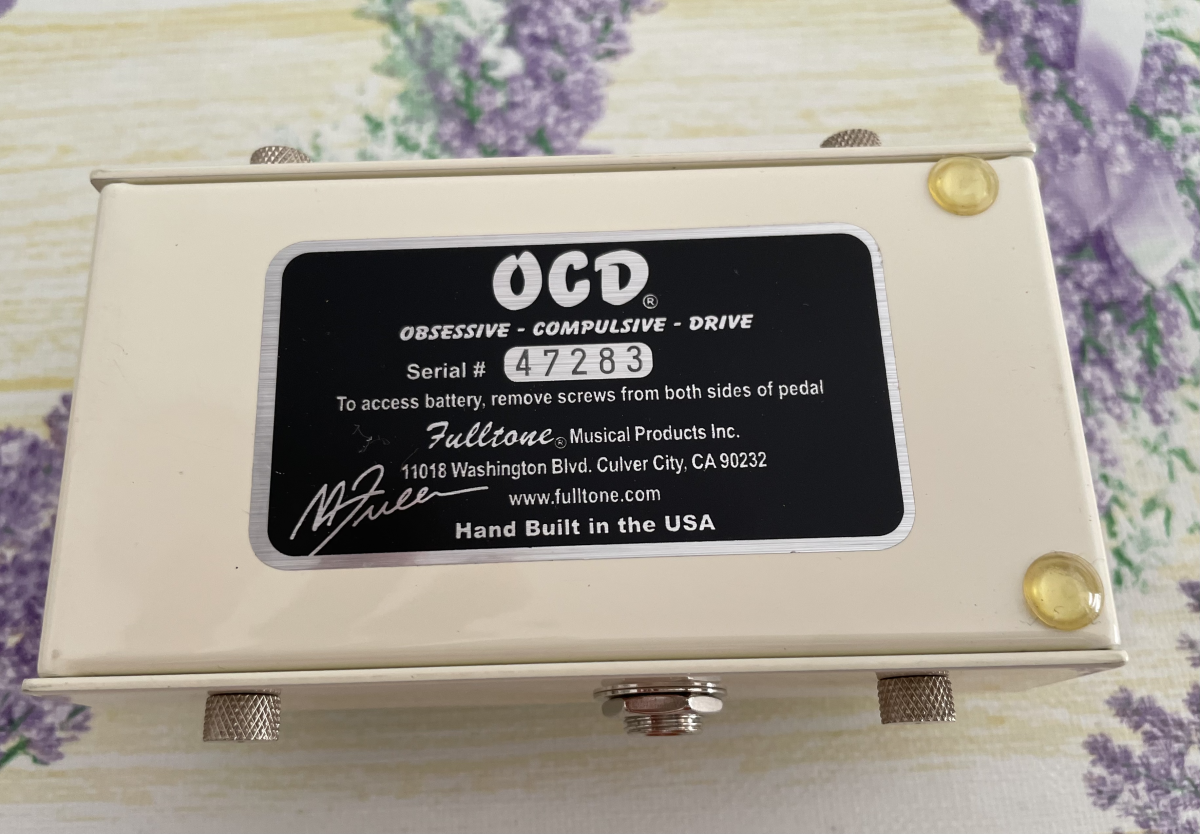 OCD®
OBSESSIVE - COMPULSIVE - DRIVE
Serial # 47283
To access battery, remove screws from both sides of pedal
Fulltone® Musical Products Inc.
11018 Washington Blvd. Culver City, CA 90232
www.fulltone.com
M Fuller
Hand Built in the USA